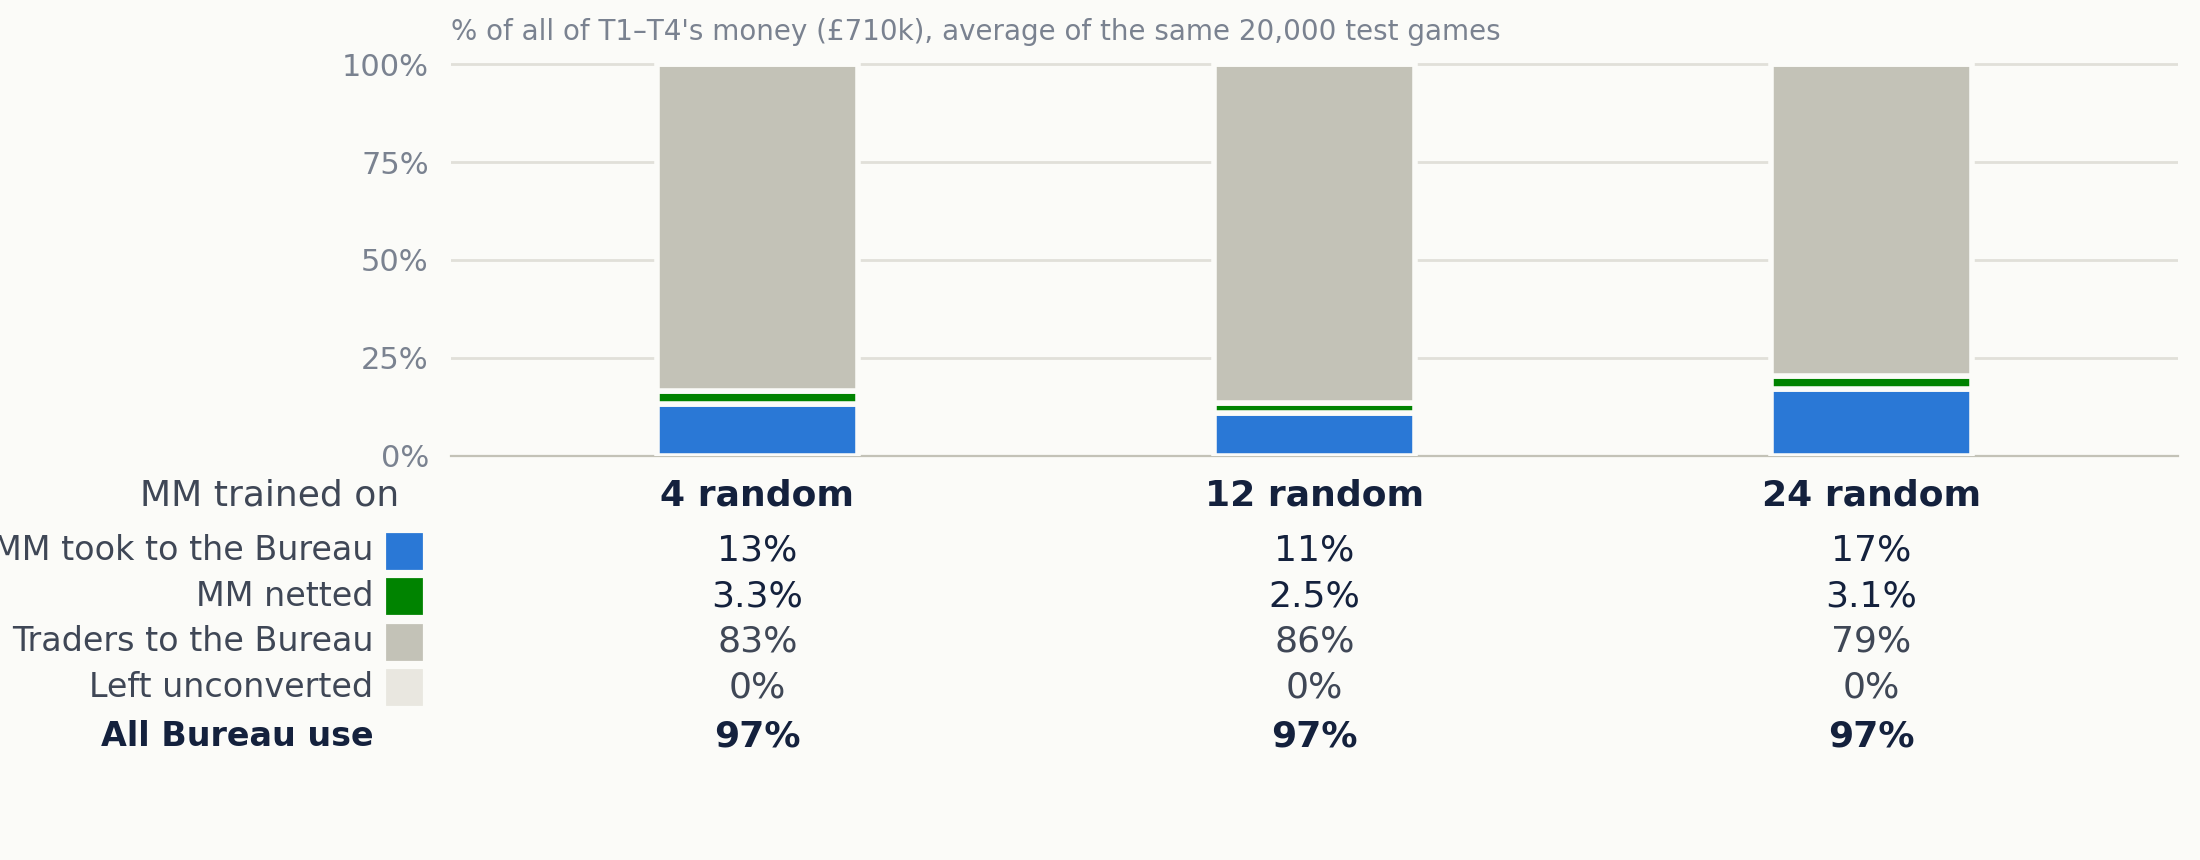 % of all of T1–T4's money (£710k), average of the same 20,000 test games
100%
75%
50%
25%
0%
MM trained on 4 random 12 random 24 random
MM took to the Bureau 13% 11% 17%
MM netted 3.3% 2.5% 3.1%
Traders to the Bureau 83% 86% 79%
Left unconverted 0% 0% 0%
All Bureau use 97% 97% 97%